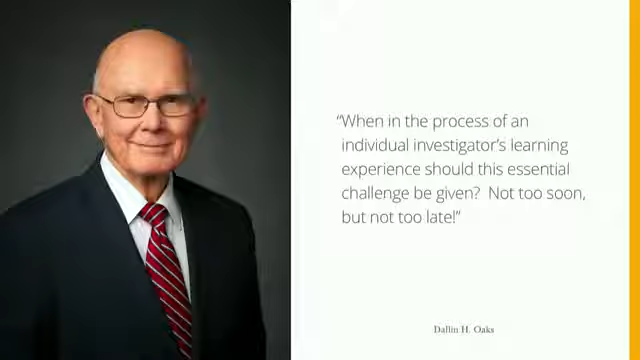 “When in the process of an
individual investigator’s learning
experience should this essential
challenge be given?  Not too soon,
but not too late!”
Dallin H. Oaks